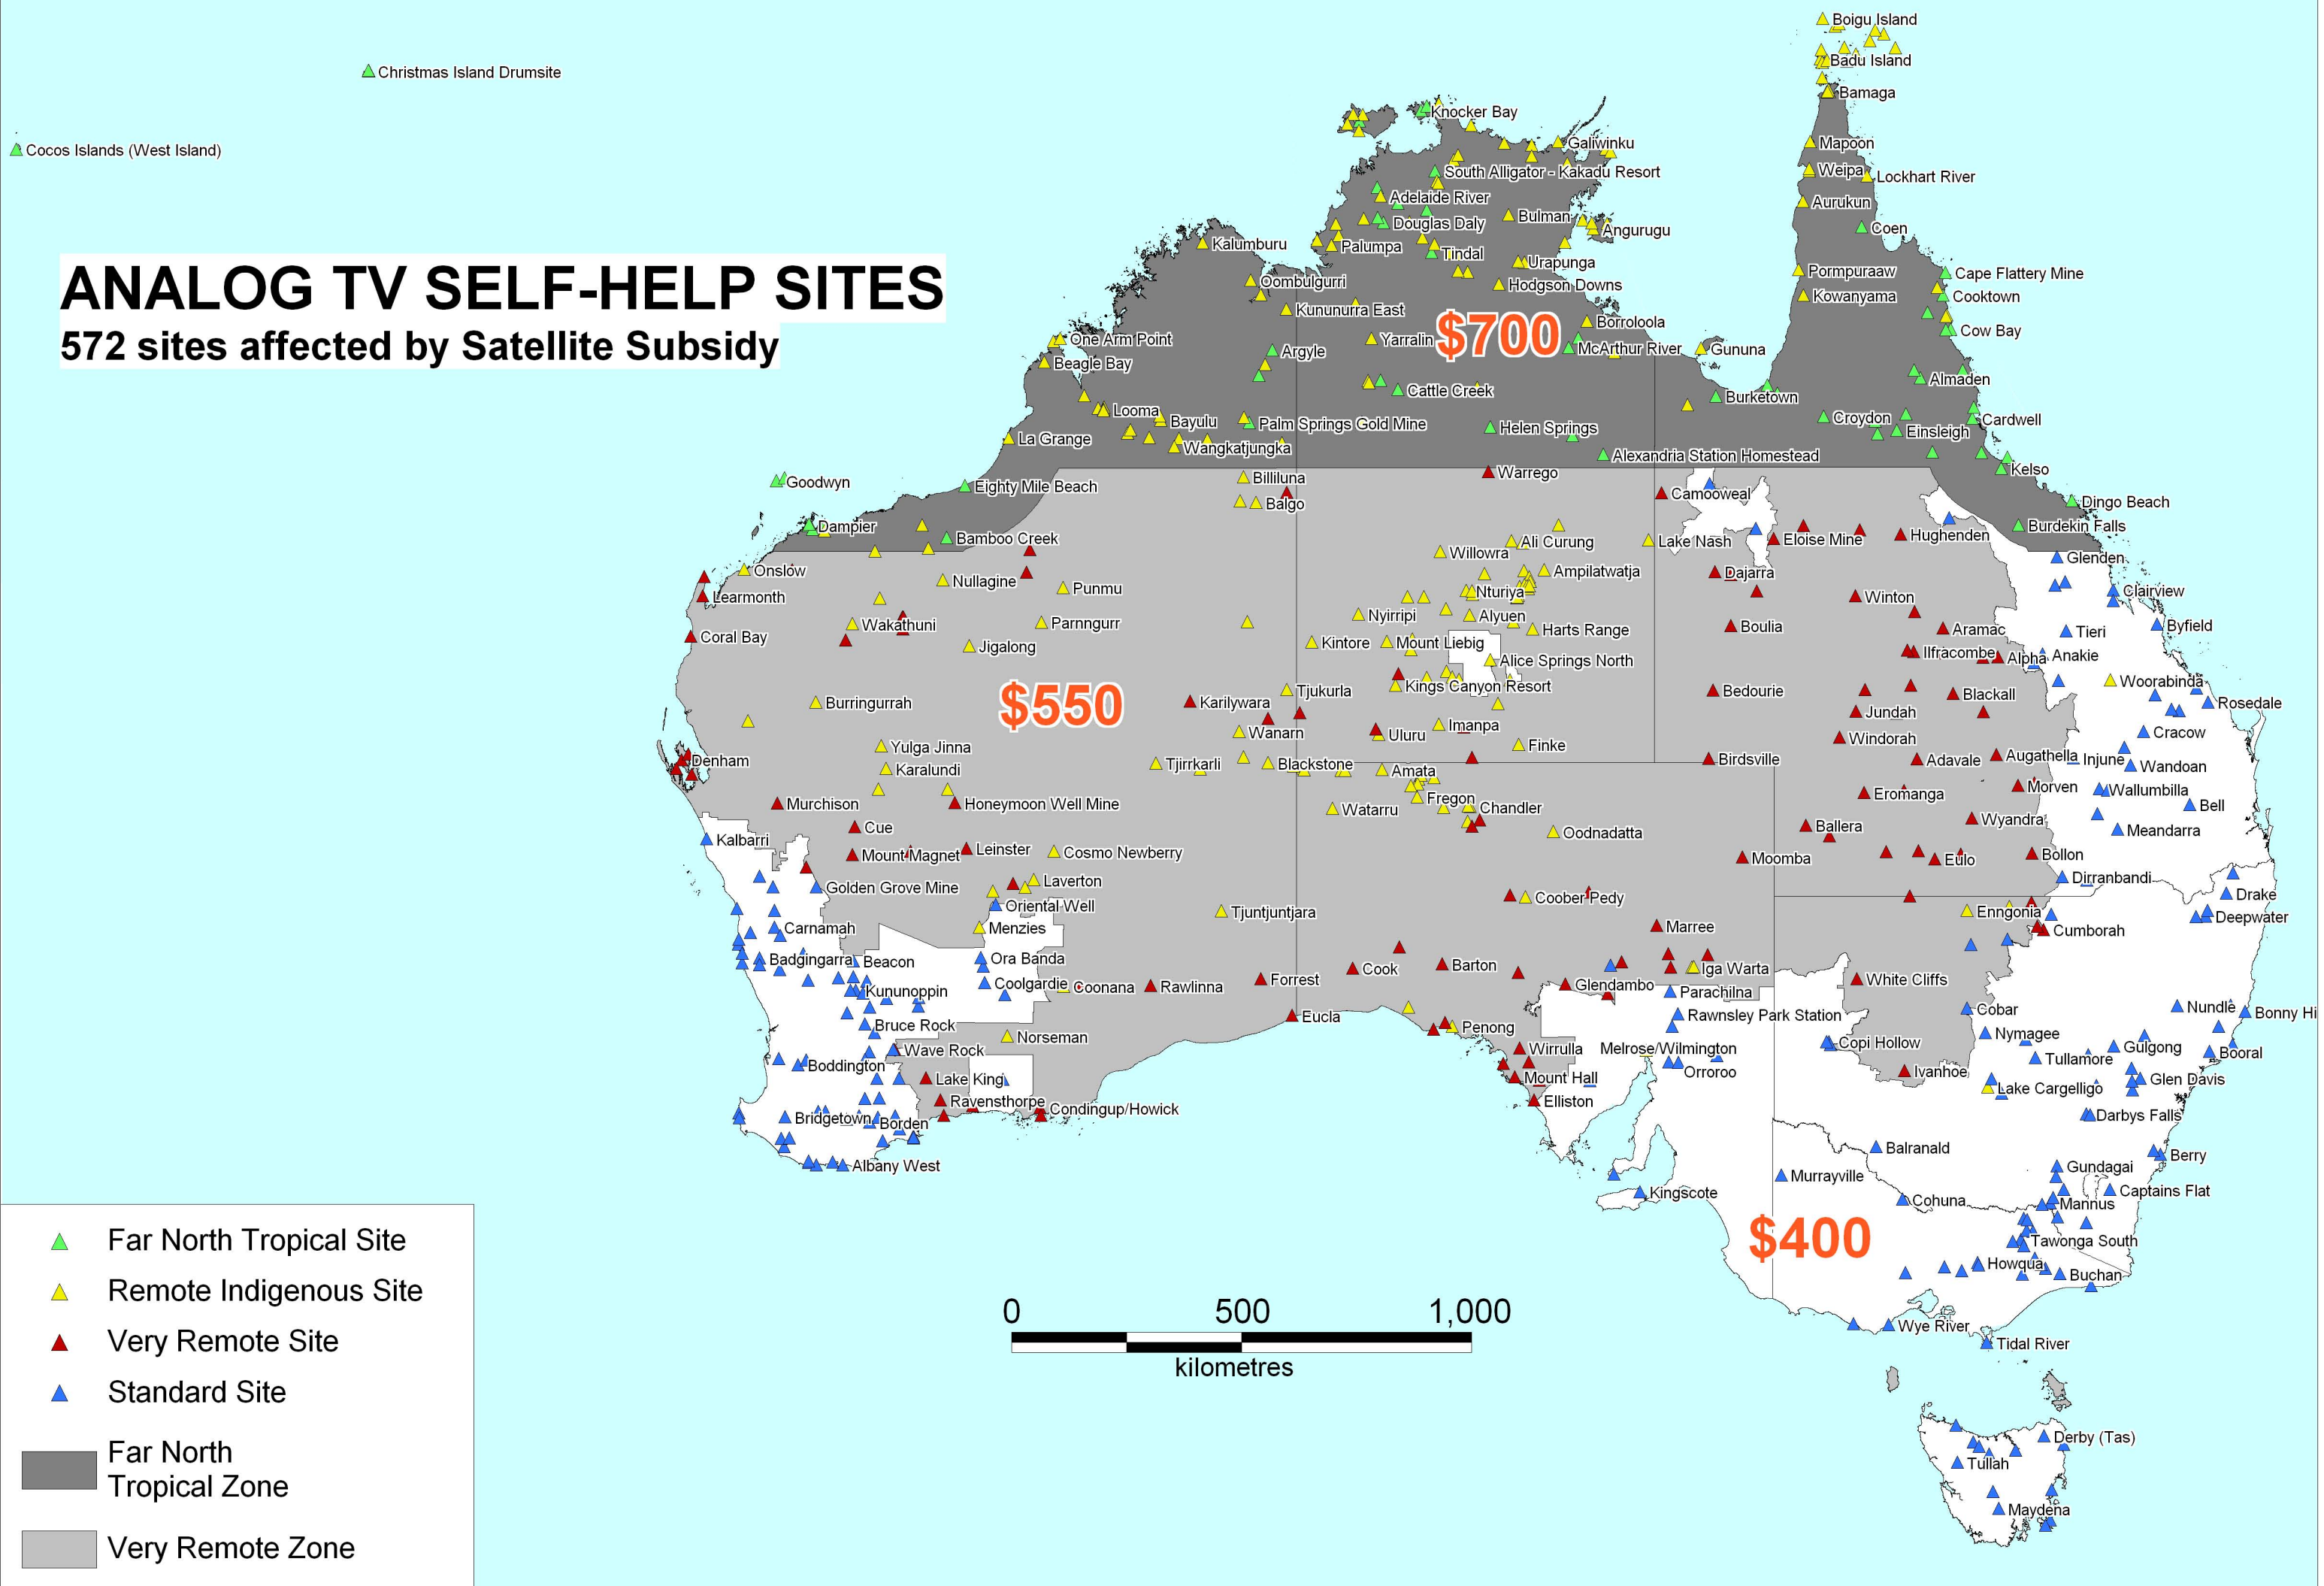 Boigu Island
Badu Island
Bamaga
Christmas Island Drumsite
Cocos Islands (West Island)
Knocker Bay
Galiwinku
Mapoon
Weipa
Lockhart River
South Alligator - Kakadu Resort
Adelaide River
Aurukun
Bulman
Douglas Daly
Angurugu
Coen
Kalumburu
Palumpa
Tindal
Urapunga
Pormpuraaw
Cape Flattery Mine
ANALOG TV SELF-HELP SITES
572 sites affected by Satellite Subsidy
Oombulgurri
Hodgson Downs
Kowanyama
Cooktown
Kununurra East
Borroloola
Cow Bay
One Arm Point
Yarralin
$700
McArthur River
Gununa
Beagle Bay
Argyle
Almaden
Cattle Creek
Burketown
Looma
Bayulu
Palm Springs Gold Mine
Helen Springs
Croydon
Cardwell
Einsleigh
La Grange
Wangkatjungka
Alexandria Station Homestead
Kelso
Goodwyn
Eighty Mile Beach
Billiluna
Warrego
Camooweal
Balgo
Dingo Beach
Dampier
Bamboo Creek
Burdekin Falls
Ali Curung
Lake Nash
Eloise Mine
Hughenden
Willowra
Glenden
Onslow
Nullagine
Punmu
Ampilatwatja
Dajarra
Learmonth
Nturiya
Winton
Clairview
Wakathuni
Parnngurr
Nyirripi
Alyuen
Harts Range
Boulia
Aramac
Tieri
Byfield
Coral Bay
Jigalong
Kintore
Mount Liebig
Ilfracombe
Alpha
Anakie
Alice Springs North
Burringurrah
$550
Karilywara
Tjukurla
Kings Canyon Resort
Bedourie
Blackall
Woorabinda
Rosedale
Jundah
Wanarn
Uluru
Imanpa
Windorah
Cracow
Yulga Jinna
Finke
Denham
Karalundi
Tjirrkarli
Blackstone
Amata
Birdsville
Adavale
Augathella
Injune
Wandoan
Murchison
Honeymoon Well Mine
Watarru
Fregon
Chandler
Eromanga
Morven
Wallumbilla
Bell
Cue
Oodnadatta
Ballera
Wyandra
Meandarra
Kalbarri
Mount Magnet
Leinster
Cosmo Newberry
Moomba
Eulo
Bollon
Golden Grove Mine
Laverton
Dirranbandi
Oriental Well
Tjuntjuntjara
Coober Pedy
Drake
Carnamah
Menzies
Marree
Enngonia
Deepwater
Cumborah
Badgingarra
Beacon
Ora Banda
Cook
Barton
Iga Warta
Kununoppin
Coolgardie
Coonana
Rawlinna
Forrest
Glendambo
Parachilna
White Cliffs
Bruce Rock
Eucla
Rawnsley Park Station
Cobar
Nundle
Bonny Hi
Norseman
Penong
Nymagee
Wave Rock
Wirrulla
Melrose/Wilmington
Copi Hollow
Tullamore
Gulgong
Booral
Boddington
Lake King
Mount Hall
Orroroo
Ivanhoe
Lake Cargelligo
Glen Davis
Ravensthorpe
Condingup/Howick
Elliston
Bridgetown
Borden
Darbys Falls
Albany West
Balranald
Berry
Murrayville
Gundagai
Kingscote
Captains Flat
Cohuna
Mannus
$400
Tawonga South
Howqua
Buchan
Wye River
Tidal River
Derby (Tas)
Tullah
Maydena
Far North Tropical Site
Remote Indigenous Site
Very Remote Site
Standard Site
Far North
Tropical Zone
Very Remote Zone
0 500 1,000
kilometres